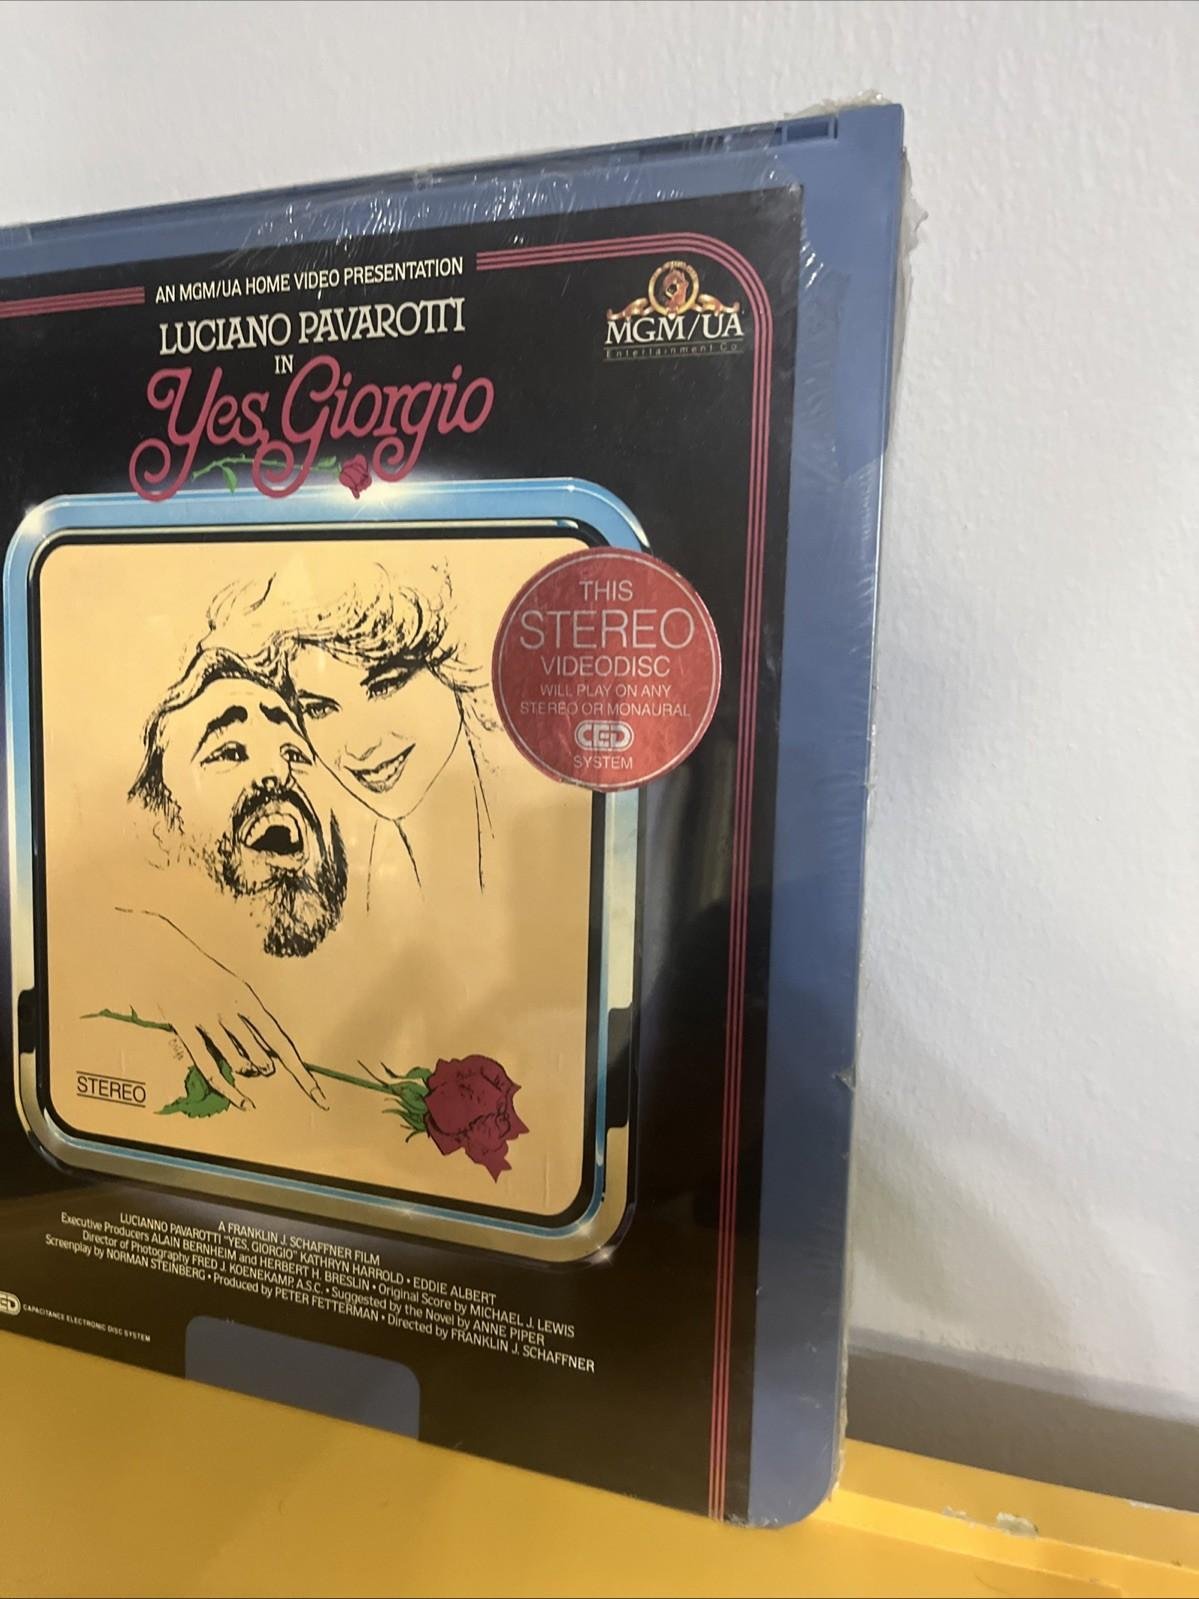 AN MGM/UA HOME VIDEO PRESENTATION
LUCIANO PAVAROTTI
IN
Yes, Giorgio
MGM/UA
Entertainment Co.
THIS
STEREO
VIDEODISC
WILL PLAY ON ANY
STEREO OR MONAURAL
CED
SYSTEM
STEREO
A FRANKLIN J. SCHAFFNER FILM
LUCIANNO PAVAROTTI "YES, GIORGIO" KATHRYN HARROLD • EDDIE ALBERT
Executive Producers ALAIN BERNHEIM and HERBERT H. BRESLIN • Original Score by MICHAEL J. LEWIS
Director of Photography FRED J. KOENEKAMP, A.S.C. • Suggested by the Novel by ANNE PIPER
Screenplay by NORMAN STEINBERG • Produced by PETER FETTERMAN • Directed by FRANKLIN J. SCHAFFNER
ED CAPACITANCE ELECTRONIC DISC SYSTEM